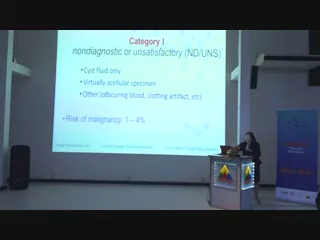 Category I
nondiagnostic or unsatisfactory (ND/UNS)
• Cyst fluid only
• Virtually acellular specimen
• Other (obscuring blood, clotting artifact, etc)
• Risk of malignancy: 1 – 4%